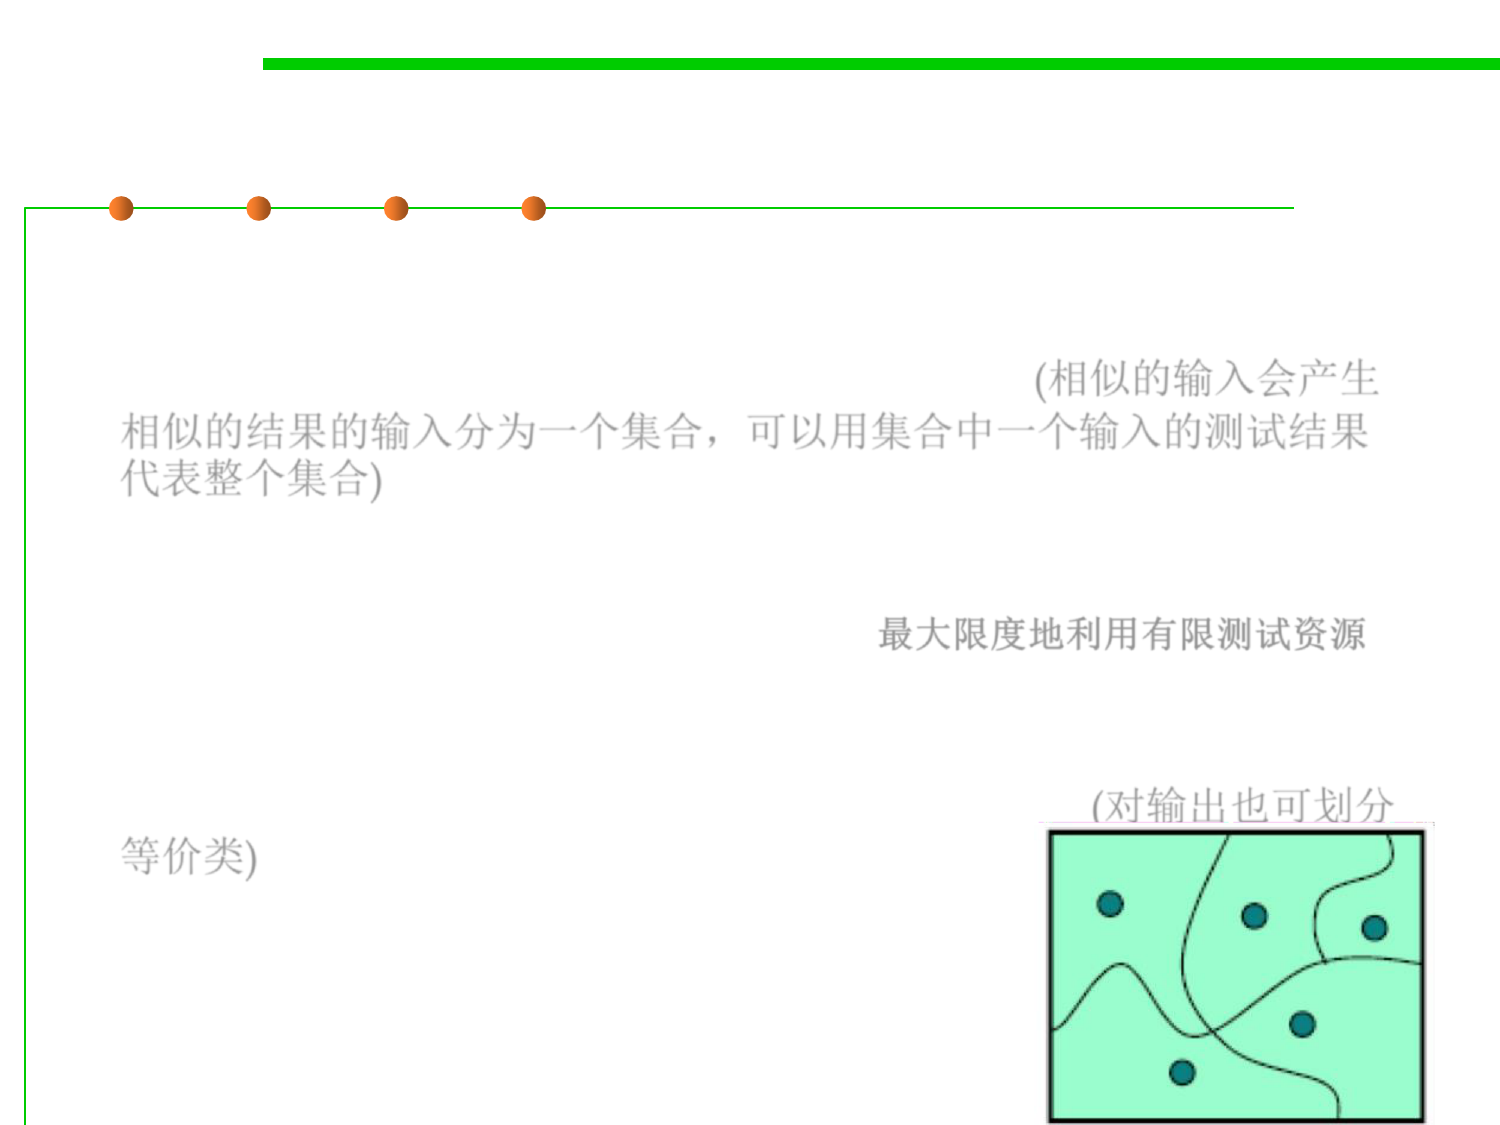 (相似的输入会产生
相似的结果的输入分为一个集合，可以用集合中一个输入的测试结果
代表整个集合)
最大限度地利用有限测试资源
(对输出也可划分
等价类)